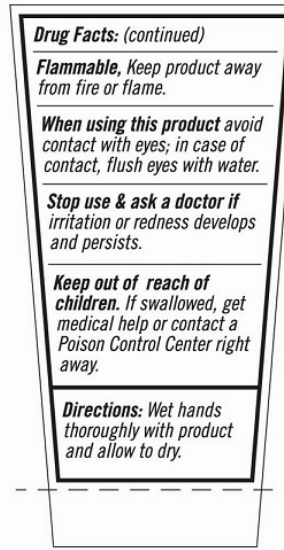 Drug Facts: (continued)
Flammable, Keep product away
from fire or flame.
When using this product avoid
contact with eyes; in case of
contact, flush eyes with water.
Stop use & ask a doctor if
irritation or redness develops
and persists.
Keep out of reach of
children. If swallowed, get
medical help or contact a
Poison Control Center right
away.
Directions: Wet hands
thoroughly with product
and allow to dry.